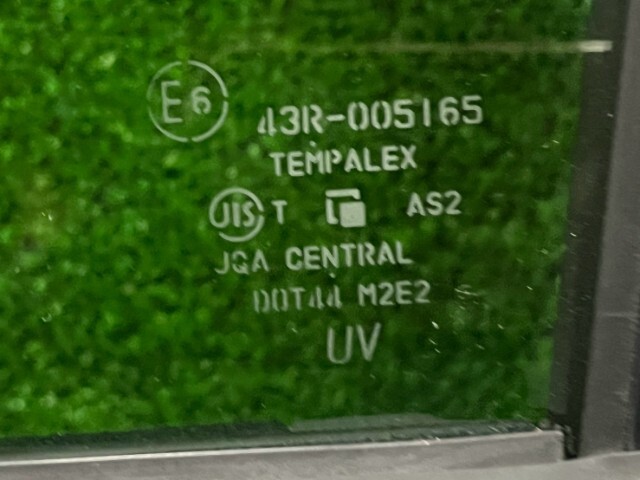 E6 43R-005165
TEMPALEX
JIS T AS2
JQA CENTRAL
DOT44 M2E2
UV